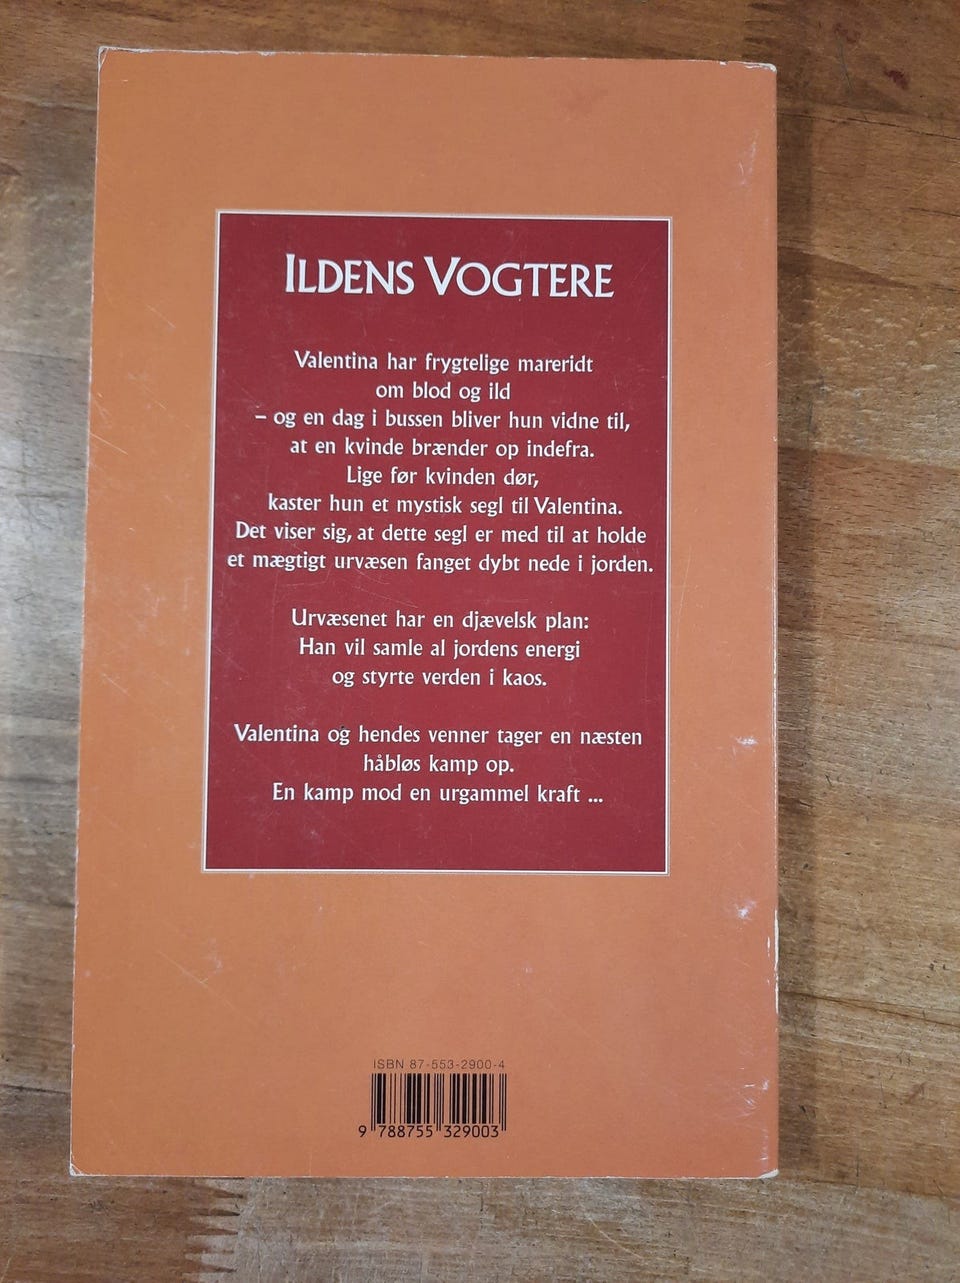 ILDENS VOGTERE
Valentina har frygtelige mareridt
om blod og ild
– og en dag i bussen bliver hun vidne til,
at en kvinde brænder op indefra.
Lige før kvinden dør,
kaster hun et mystisk segl til Valentina.
Det viser sig, at dette segl er med til at holde
et mægtigt urvæsen fanget dybt nede i jorden.
Urvæsenet har en djævelsk plan:
Han vil samle al jordens energi
og styrte verden i kaos.
Valentina og hendes venner tager en næsten
håbløs kamp op.
En kamp mod en urgammel kraft ...
ISBN 87-553-2900-4
9 788755 329003